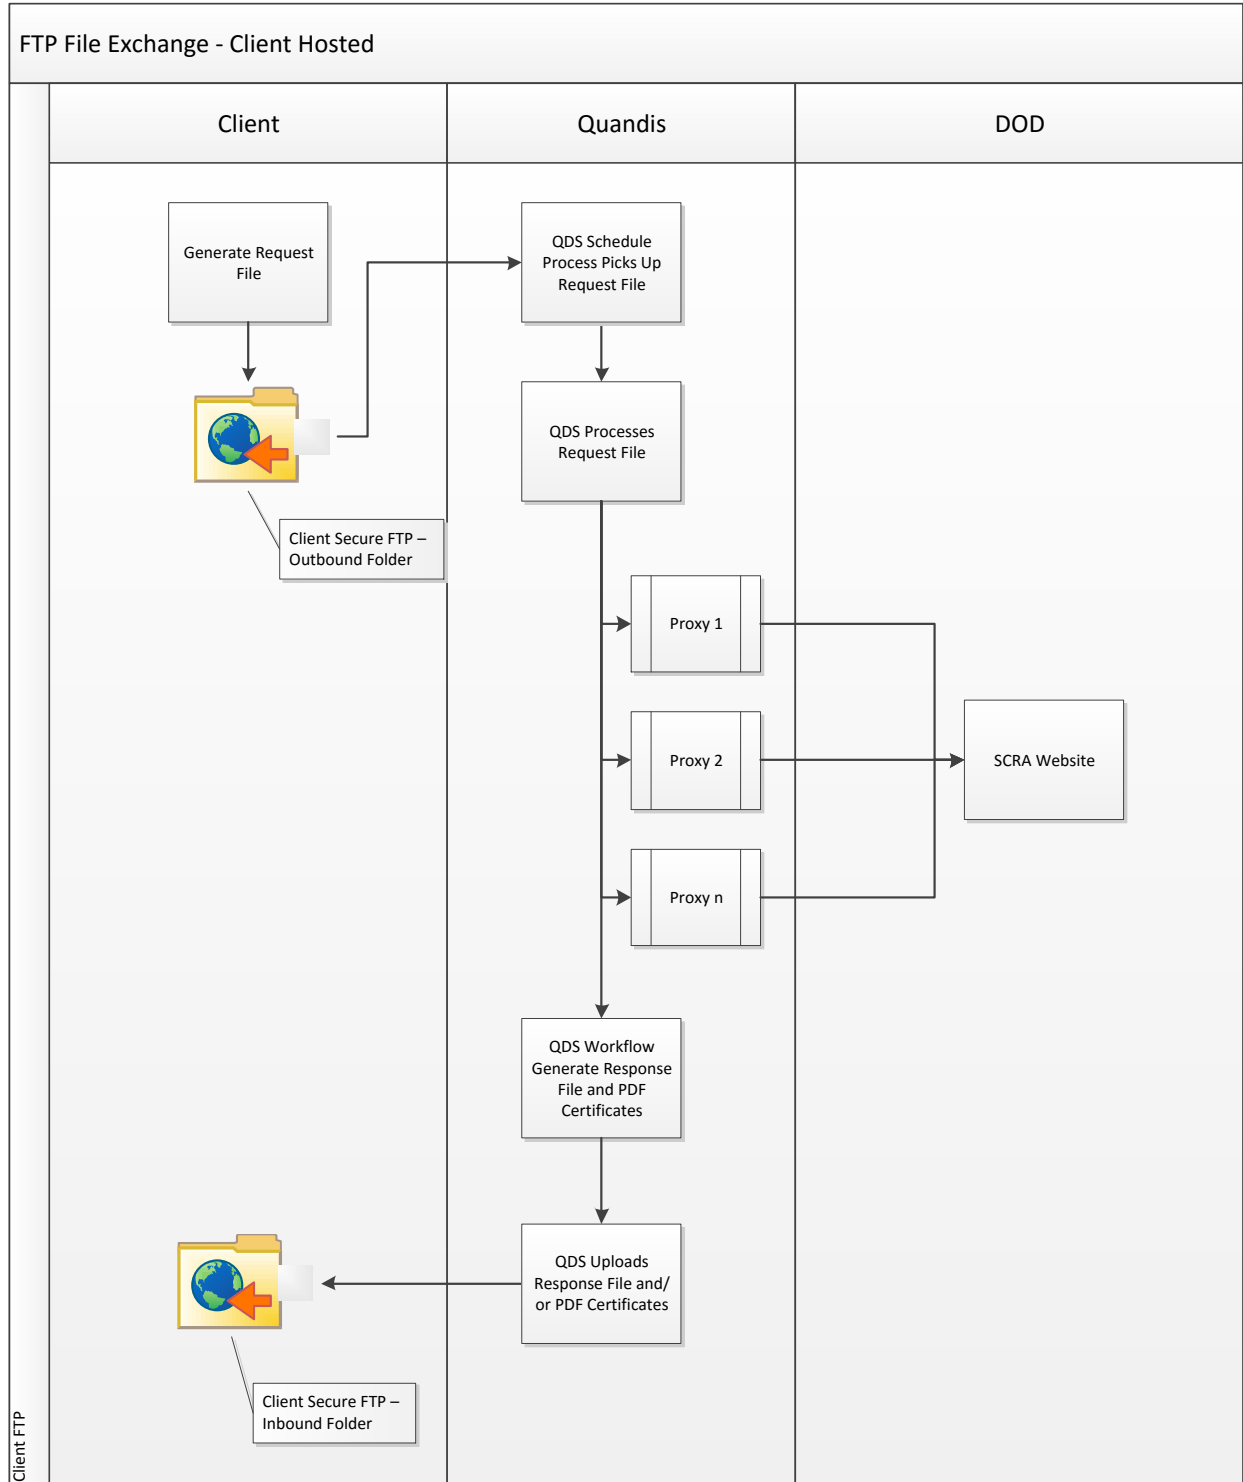 FTP File Exchange - Client Hosted
Client
Quandis
DOD
Generate Request
File
QDS Schedule
Process Picks Up
Request File
QDS Processes
Request File
Client Secure FTP –
Outbound Folder
Proxy 1
Proxy 2
SCRA Website
Proxy n
QDS Workflow
Generate Response
File and PDF
Certificates
QDS Uploads
Response File and/
or PDF Certificates
Client Secure FTP –
Inbound Folder
Client FTP